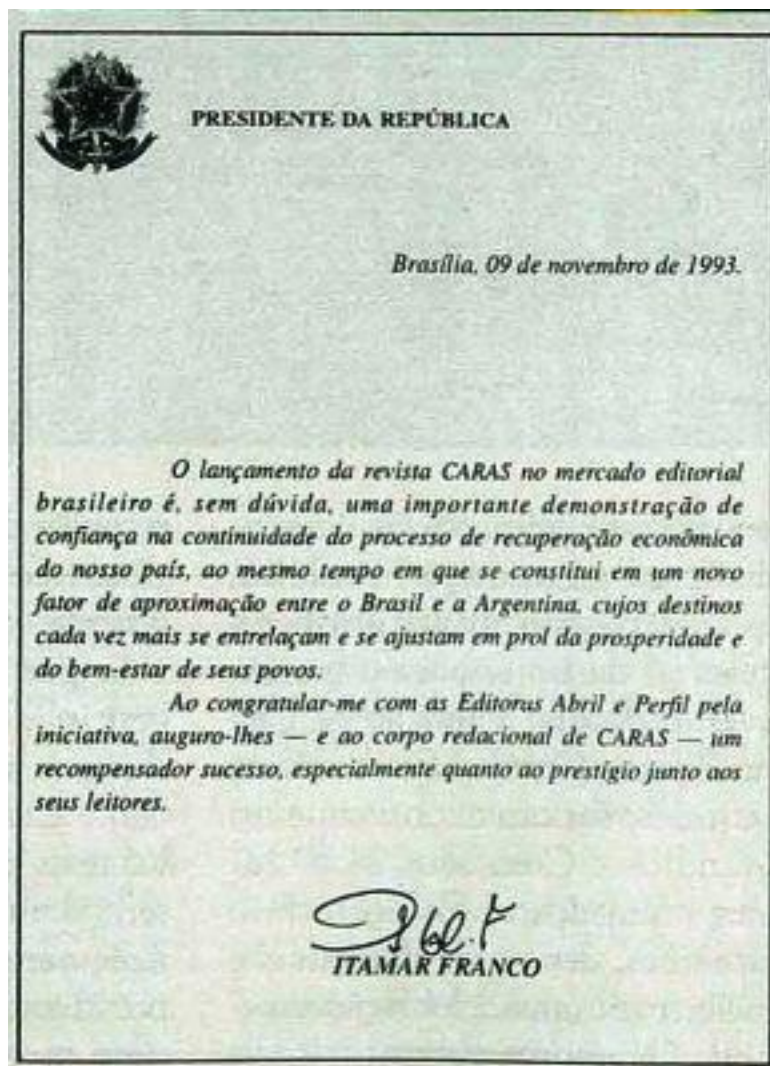 PRESIDENTE DA REPÚBLICA
Brasília, 09 de novembro de 1993.
O lançamento da revista CARAS no mercado editorial
brasileiro é, sem dúvida, uma importante demonstração de
confiança na continuidade do processo de recuperação econômica
do nosso país, ao mesmo tempo em que se constitui em um novo
fator de aproximação entre o Brasil e a Argentina, cujos destinos
cada vez mais se entrelaçam e se ajustam em prol da prosperidade e
do bem-estar de seus povos.
Ao congratular-me com as Editoras Abril e Perfil pela
iniciativa, auguro-lhes — e ao corpo redacional de CARAS — um
recompensador sucesso, especialmente quanto ao prestígio junto aos
seus leitores.
ITAMAR FRANCO